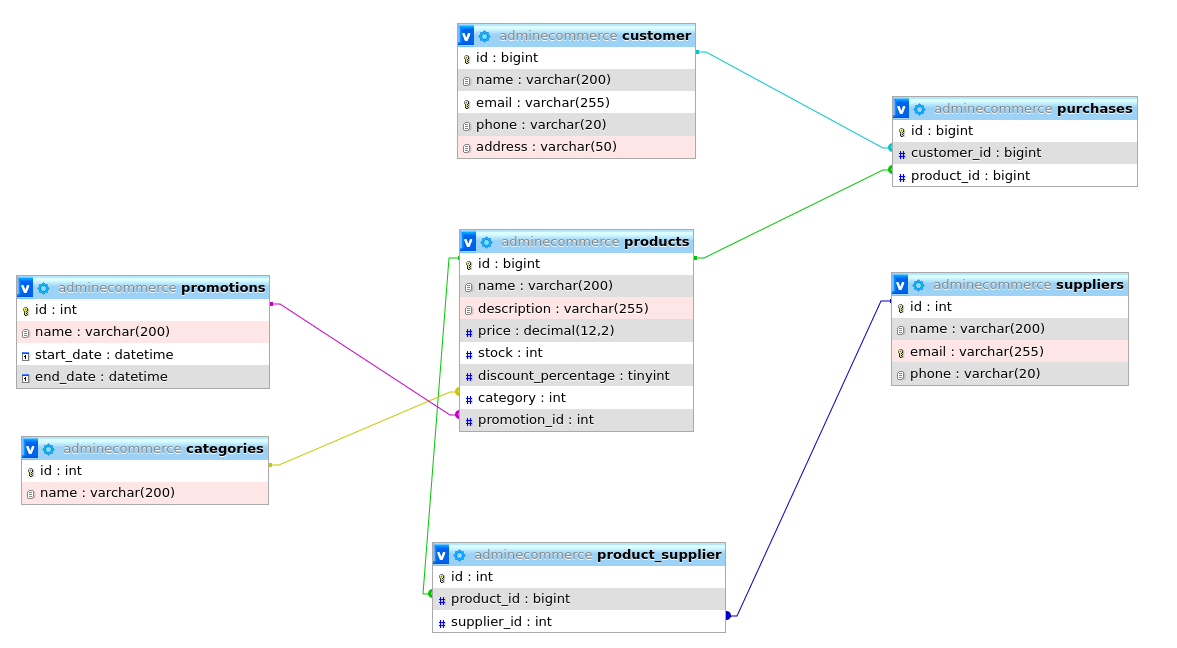 v adminecommerce customer
id : bigint
name : varchar(200)
email : varchar(255)
phone : varchar(20)
address : varchar(50)
v adminecommerce purchases
id : bigint
# customer_id : bigint
# product_id : bigint
v adminecommerce products
id : bigint
name : varchar(200)
description : varchar(255)
# price : decimal(12,2)
# stock : int
# discount_percentage : tinyint
# category : int
# promotion_id : int
v adminecommerce promotions
id : int
name : varchar(200)
start_date : datetime
end_date : datetime
v adminecommerce suppliers
id : int
name : varchar(200)
email : varchar(255)
phone : varchar(20)
v adminecommerce categories
id : int
name : varchar(200)
v adminecommerce product_supplier
id : int
# product_id : bigint
# supplier_id : int